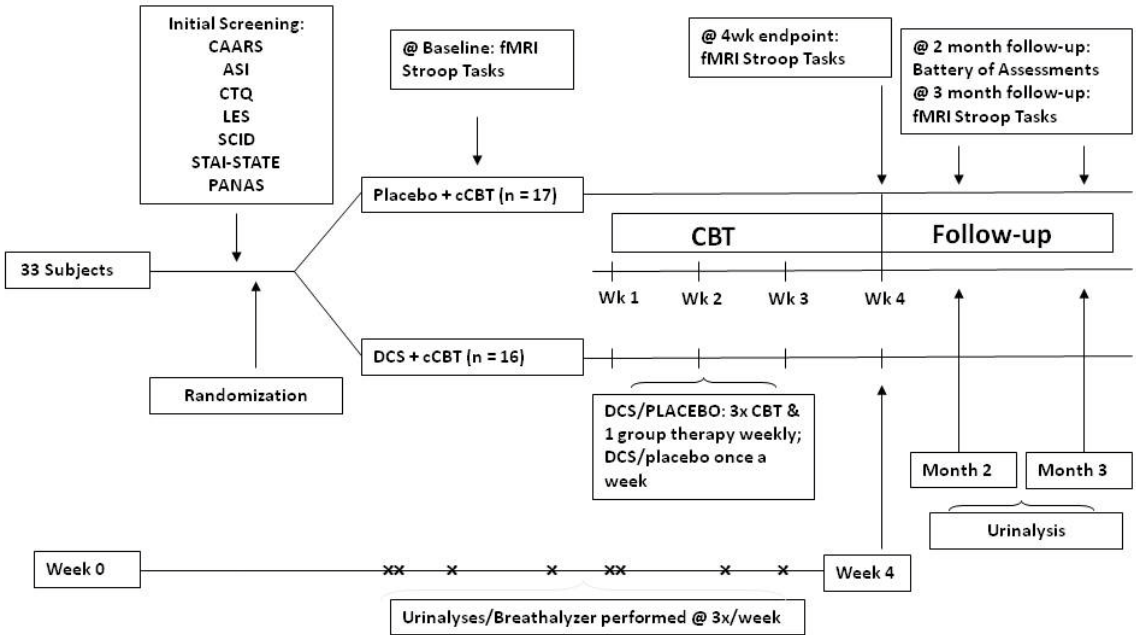 Initial Screening:
CAARS
ASI
CTQ
LES
SCID
STAI-STATE
PANAS
@ Baseline: fMRI
Stroop Tasks
@ 4wk endpoint:
fMRI Stroop Tasks
@ 2 month follow-up:
Battery of Assessments
@ 3 month follow-up:
fMRI Stroop Tasks
Placebo + cCBT (n = 17)
CBT
Follow-up
33 Subjects
Wk 1
Wk 2
Wk 3
Wk 4
DCS + cCBT (n = 16)
Randomization
DCS/PLACEBO: 3x CBT &
1 group therapy weekly;
DCS/placebo once a
week
Month 2
Month 3
Urinalysis
Week 0
Week 4
Urinalyses/Breathalyzer performed @ 3x/week